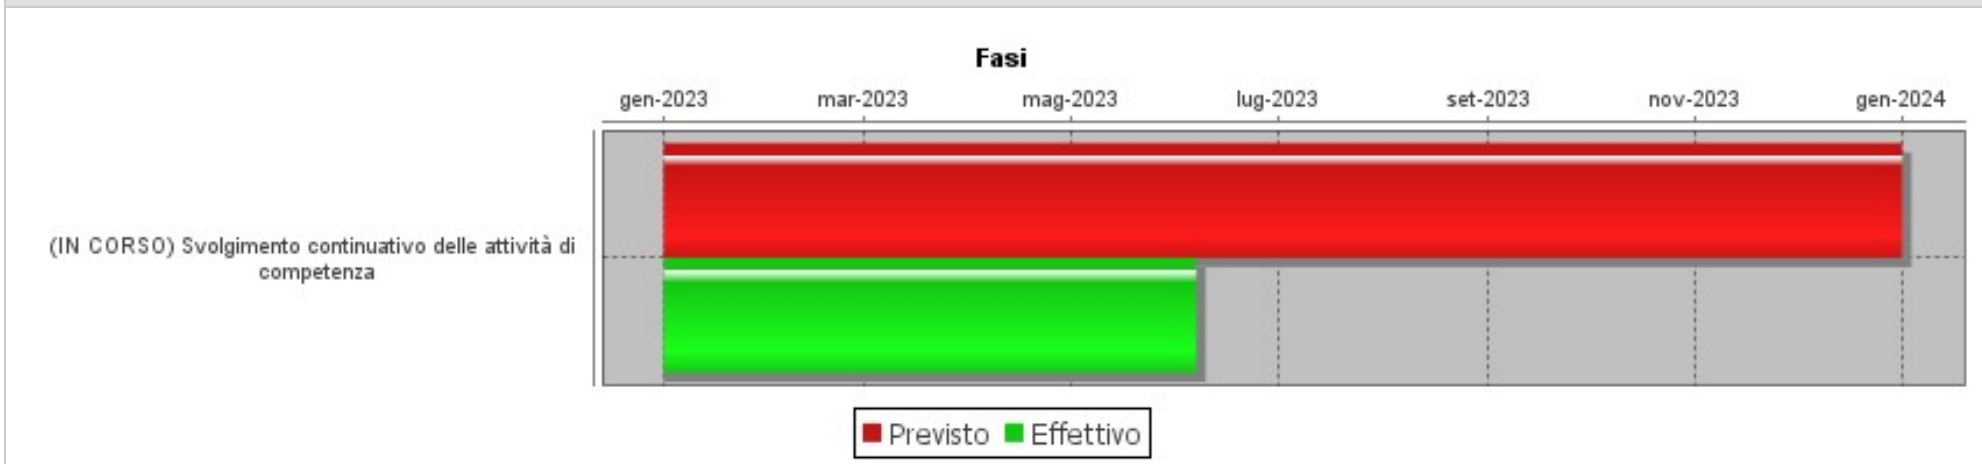 Fasi
gen-2023 mar-2023 mag-2023 lug-2023 set-2023 nov-2023 gen-2024
(IN CORSO) Svolgimento continuativo delle attività di
competenza
Previsto Effettivo